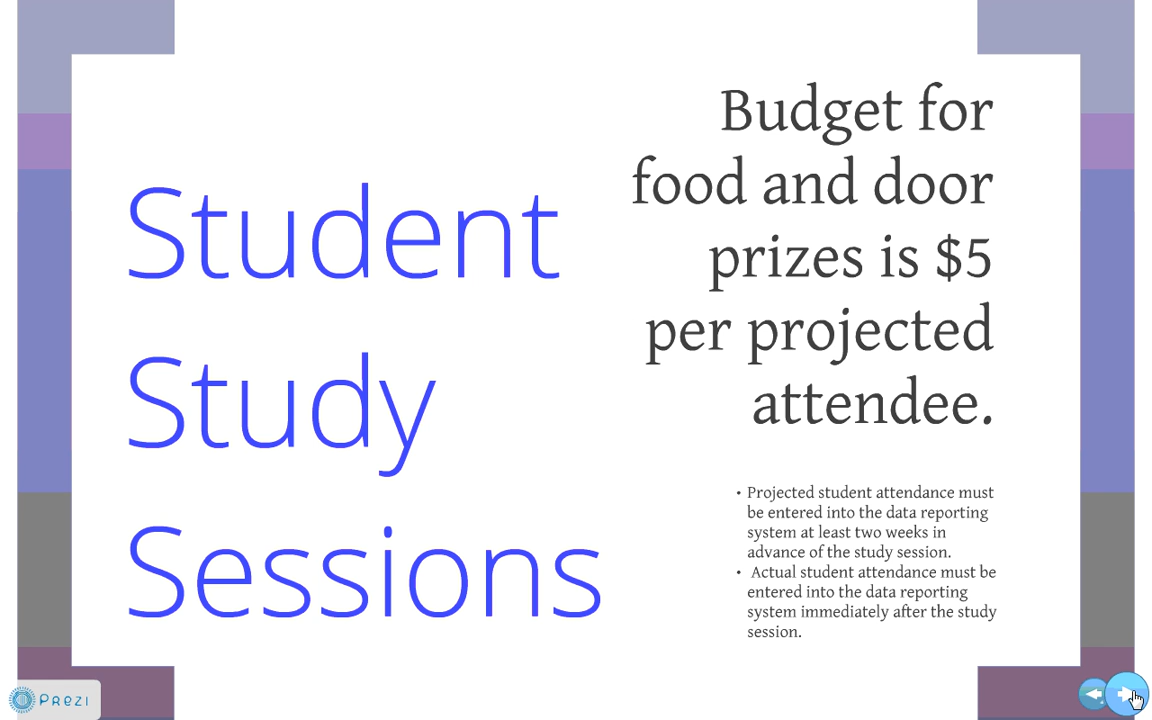 Student
Study
Sessions
Budget for
food and door
prizes is $5
per projected
attendee.
• Projected student attendance must
be entered into the data reporting
system at least two weeks in
advance of the study session.
• Actual student attendance must be
entered into the data reporting
system immediately after the study
session.
PREZI